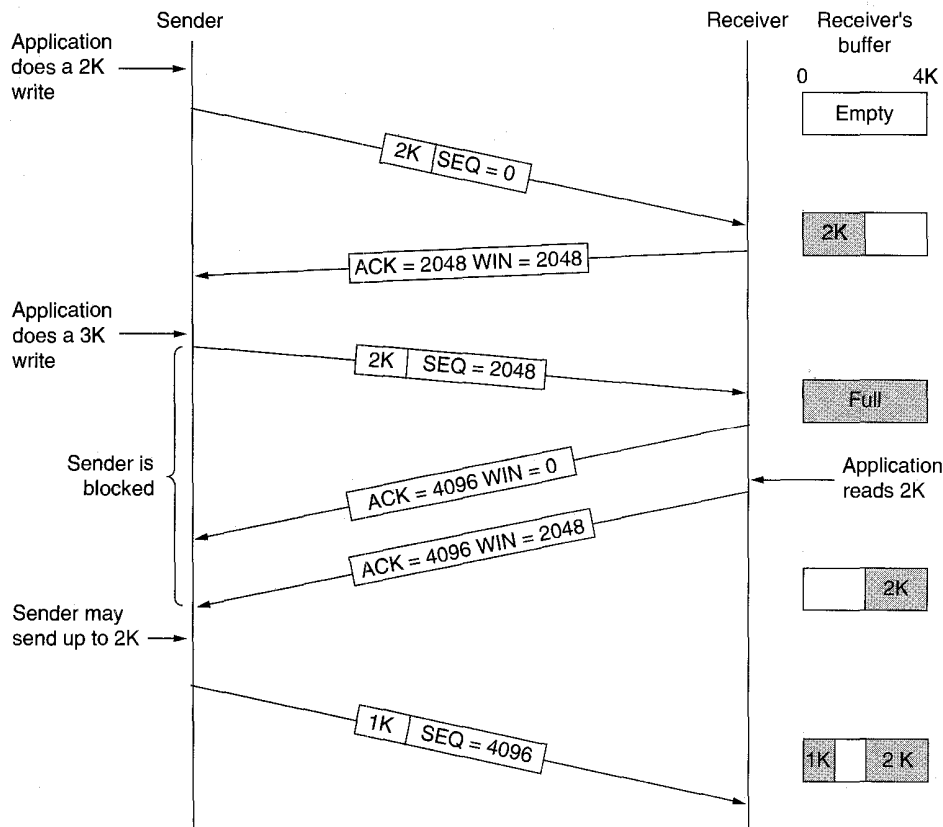 Sender
Receiver
Receiver's
buffer
Application
does a 2K
write
0 4K
Empty
2K SEQ = 0
2K
ACK = 2048 WIN = 2048
Application
does a 3K
write
2K SEQ = 2048
Full
Sender is
blocked
ACK = 4096 WIN = 0
Application
reads 2K
ACK = 4096 WIN = 2048
2K
Sender may
send up to 2K
1K SEQ = 4096
1K 2 K